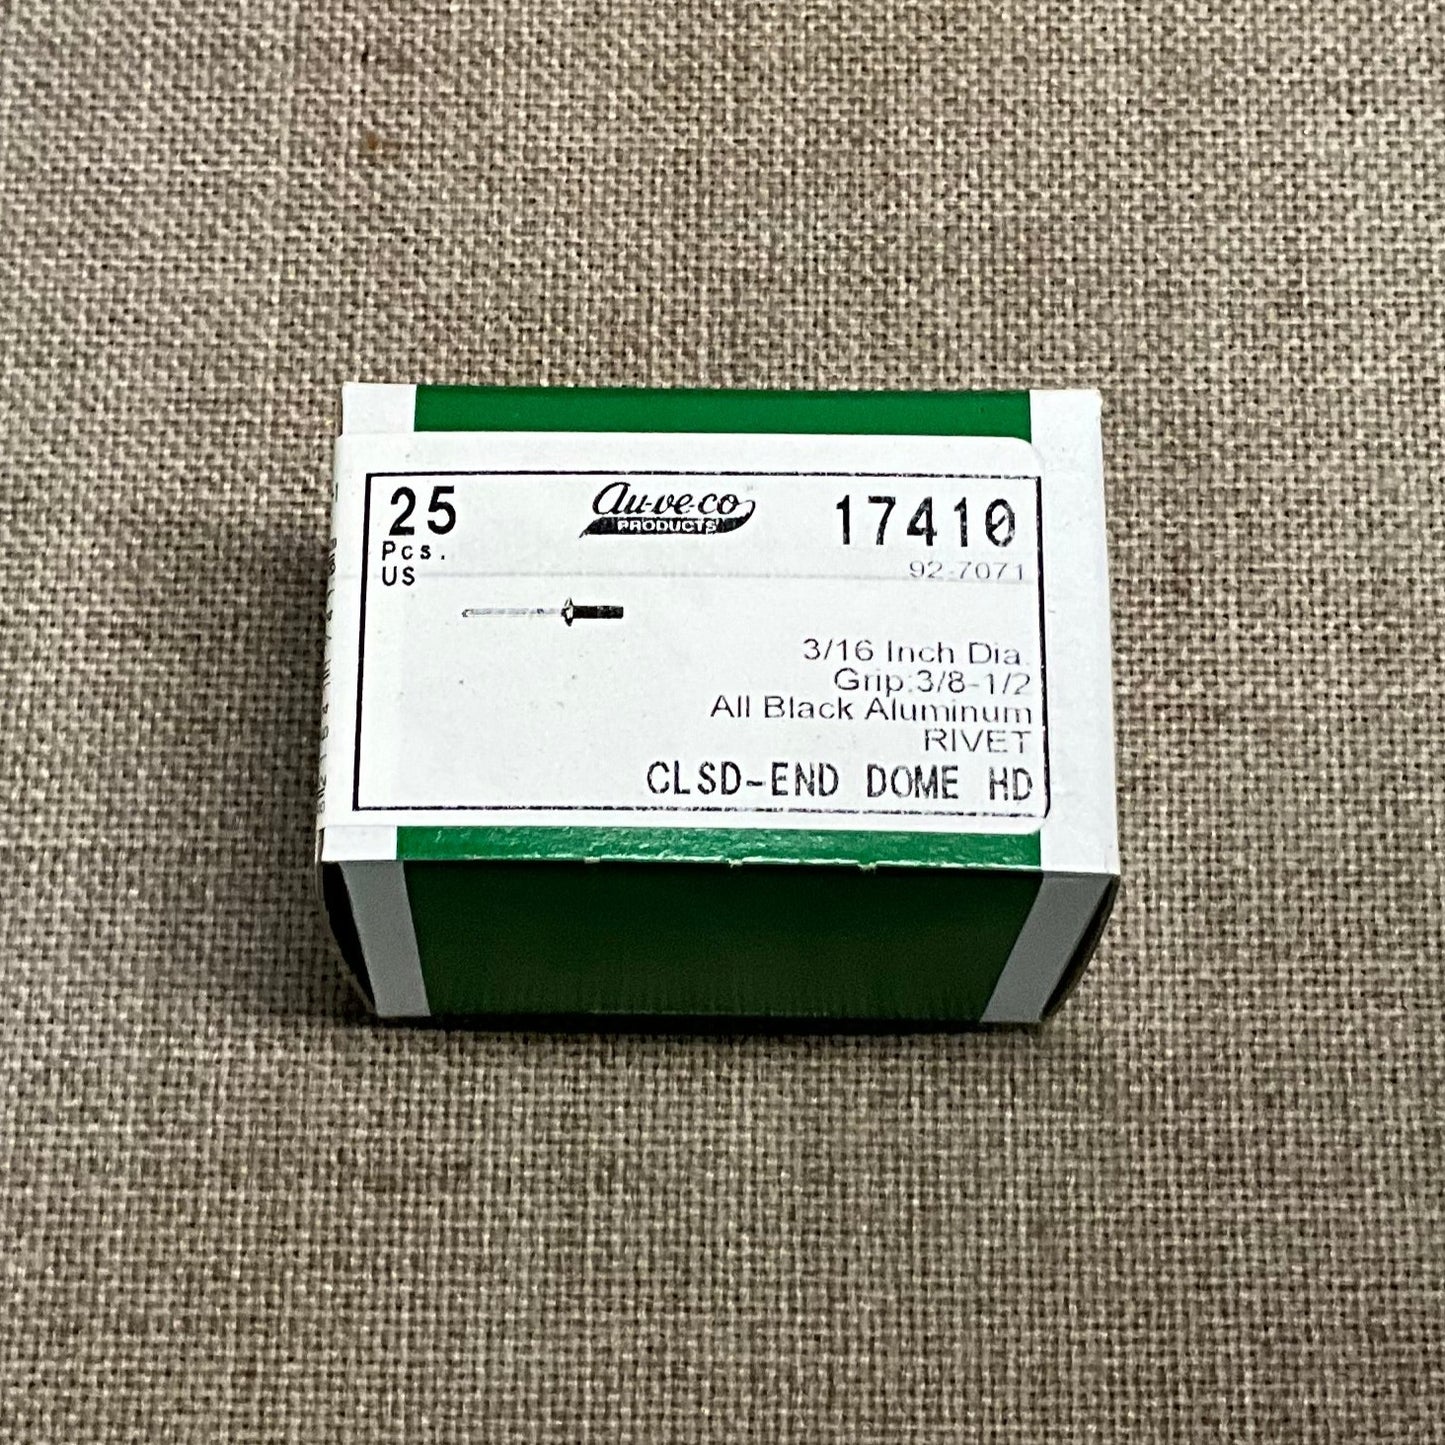 25
Pcs.
US
au-ve-co
PRODUCTS
17410
92-7071
3/16 Inch Dia.
Grip:3/8-1/2
All Black Aluminum
RIVET
CLSD-END DOME HD